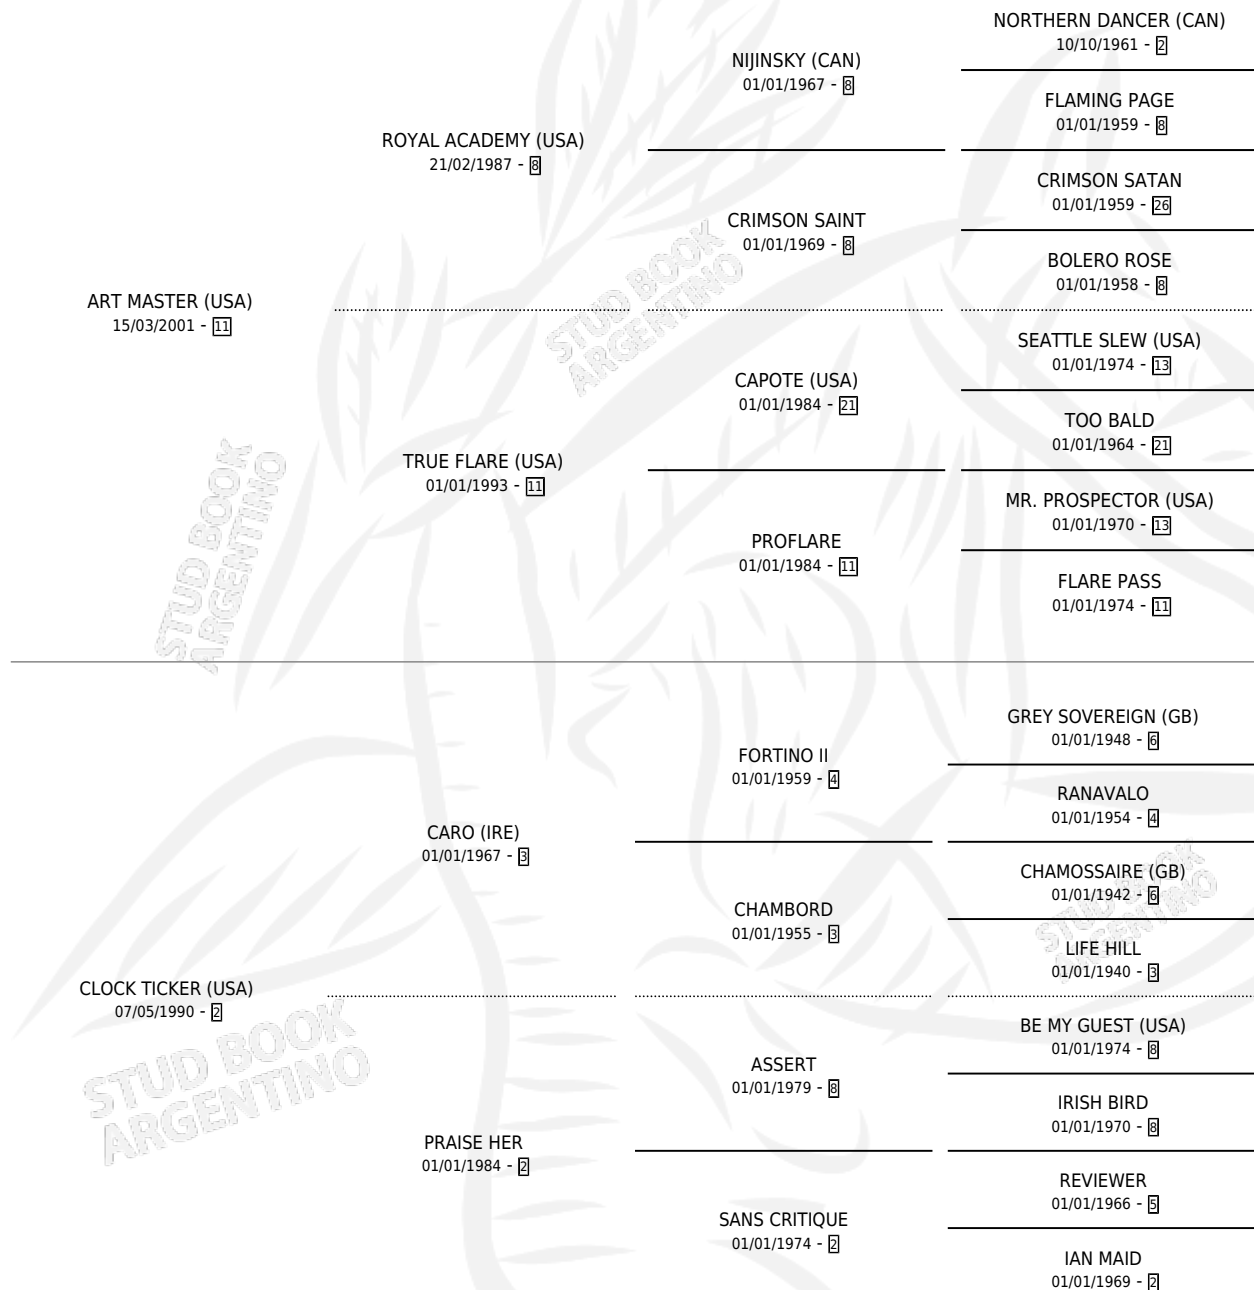 NORTHERN DANCER (CAN)
10/10/1961 - 2
NIJINSKY (CAN)
01/01/1967 - 8
FLAMING PAGE
01/01/1959 - 8
ROYAL ACADEMY (USA)
21/02/1987 - 8
CRIMSON SATAN
01/01/1959 - 26
CRIMSON SAINT
01/01/1969 - 8
BOLERO ROSE
01/01/1958 - 8
STUD BOOK
ARGENTINO
ART MASTER (USA)
15/03/2001 - 11
SEATTLE SLEW (USA)
01/01/1974 - 13
CAPOTE (USA)
01/01/1984 - 21
TOO BALD
01/01/1964 - 21
TRUE FLARE (USA)
01/01/1993 - 11
MR. PROSPECTOR (USA)
01/01/1970 - 13
PROFLARE
01/01/1984 - 11
FLARE PASS
01/01/1974 - 11
STUD BOOK
ARGENTINO
GREY SOVEREIGN (GB)
01/01/1948 - 6
FORTINO II
01/01/1959 - 4
RANAVALO
01/01/1954 - 4
CARO (IRE)
01/01/1967 - 3
CHAMOSSAIRE (GB)
01/01/1942 - 6
CHAMBORD
01/01/1955 - 3
LIFE HILL
01/01/1940 - 3
STUD BOOK
ARGENTINO
CLOCK TICKER (USA)
07/05/1990 - 2
BE MY GUEST (USA)
01/01/1974 - 8
ASSERT
01/01/1979 - 8
IRISH BIRD
01/01/1970 - 8
STUD BOOK
ARGENTINO
PRAISE HER
01/01/1984 - 2
REVIEWER
01/01/1966 - 5
SANS CRITIQUE
01/01/1974 - 2
IAN MAID
01/01/1969 - 2